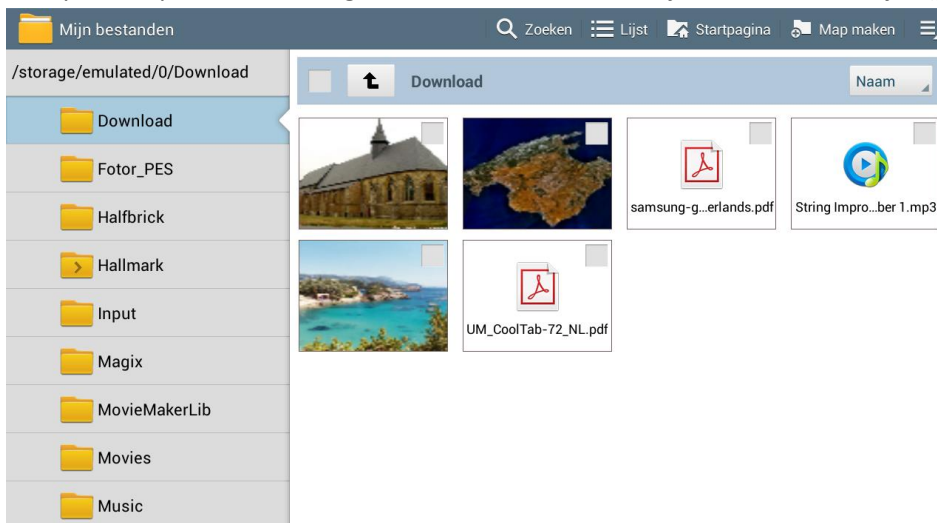 Mijn bestanden
Zoeken
Lijst
Startpagina
Map maken
/storage/emulated/0/Download
Download
Naam
Download
Fotor_PES
Halfbrick
Hallmark
Input
Magix
MovieMakerLib
Movies
Music
samsung-g...erlands.pdf
String Impro...ber 1.mp3
UM_CoolTab-72_NL.pdf